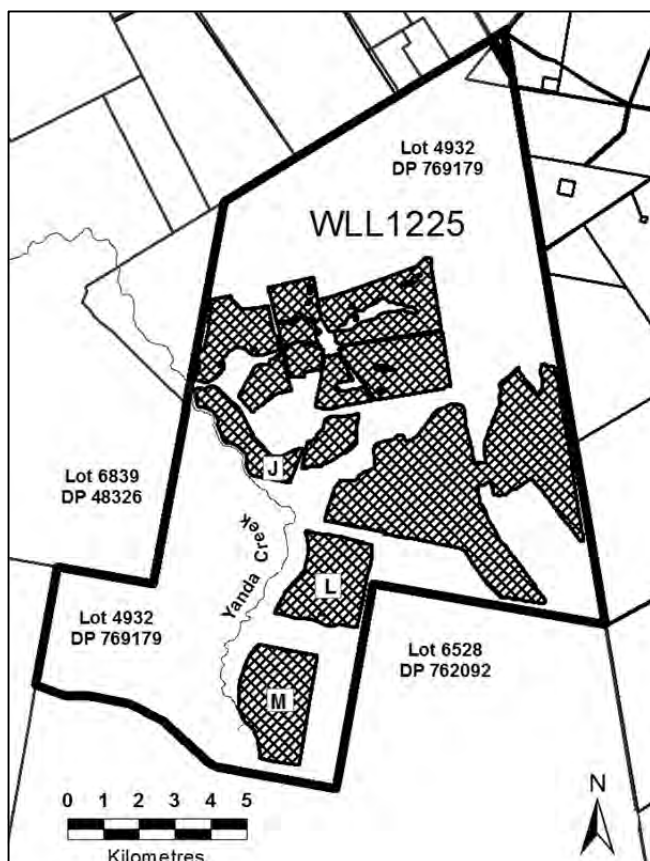 Lot 4932
DP 769179
WLL1225
J
Lot 6839
DP 48326
Yanda Creek
L
Lot 4932
DP 769179
Lot 6528
DP 762092
M
N
0 1 2 3 4 5
Kilometres